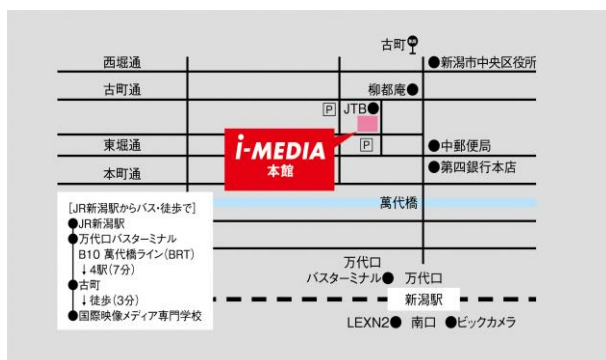 古町
西堀通
●新潟市中央区役所
古町通
柳都庵●
P
JTB●
i-MEDIA
本館
東堀通
P
●中郵便局
●第四銀行本店
本町通
萬代橋
[JR新潟駅からバス・徒歩で]
●JR新潟駅
●万代口バスターミナル
B10 萬代橋ライン(BRT)
↓4駅(7分)
●古町
↓徒歩(3分)
●国際映像メディア専門学校
万代口
バスターミナル●
万代口
新潟駅
LEXN2● 南口 ●ビックカメラ